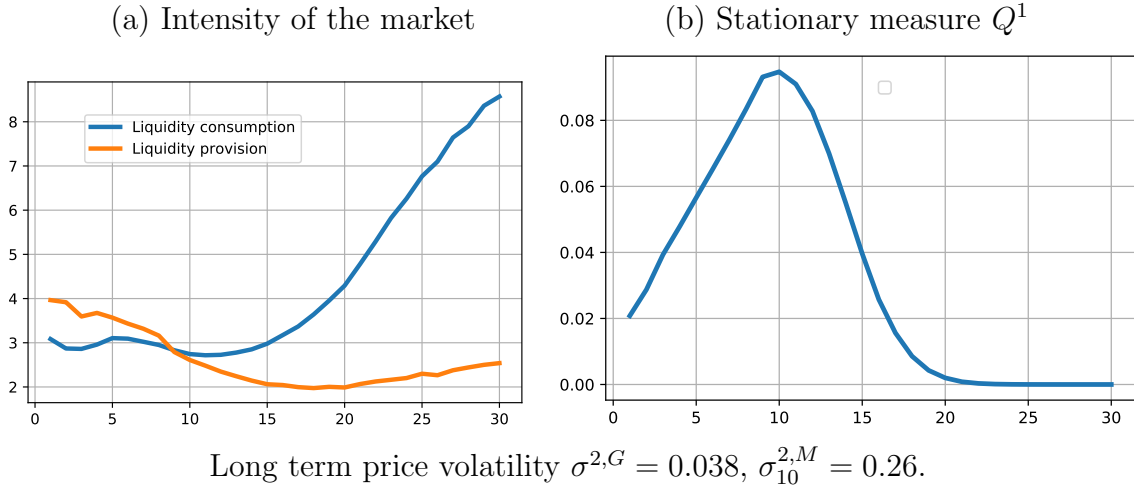 (a) Intensity of the market
(b) Stationary measure Q¹
Liquidity consumption
Liquidity provision
8
7
6
5
4
3
2
0 5 10 15 20 25 30
0.08
0.06
0.04
0.02
0.00
0 5 10 15 20 25 30
Long term price volatility σ^{2,G} = 0.038, σ_{10}^{2,M} = 0.26.